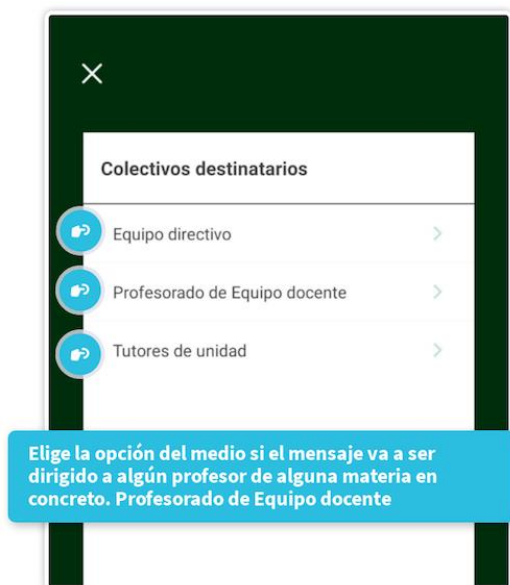 Colectivos destinatarios
Equipo directivo
Profesorado de Equipo docente
Tutores de unidad
Elige la opción del medio si el mensaje va a ser
dirigido a algún profesor de alguna materia en
concreto. Profesorado de Equipo docente